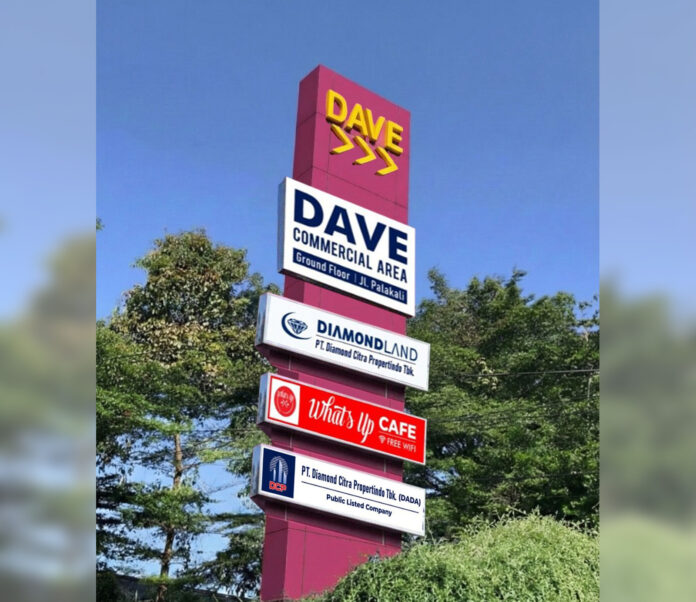 DAVE
>>>
DAVE
COMMERCIAL AREA
Ground Floor | Jl. Palakali
DIAMONDLAND
PT. Diamond Citra Propertindo Tbk.
What's Up CAFE
FREE WIFI
DCP
PT. Diamond Citra Propertindo Tbk. (DADA)
Public Listed Company